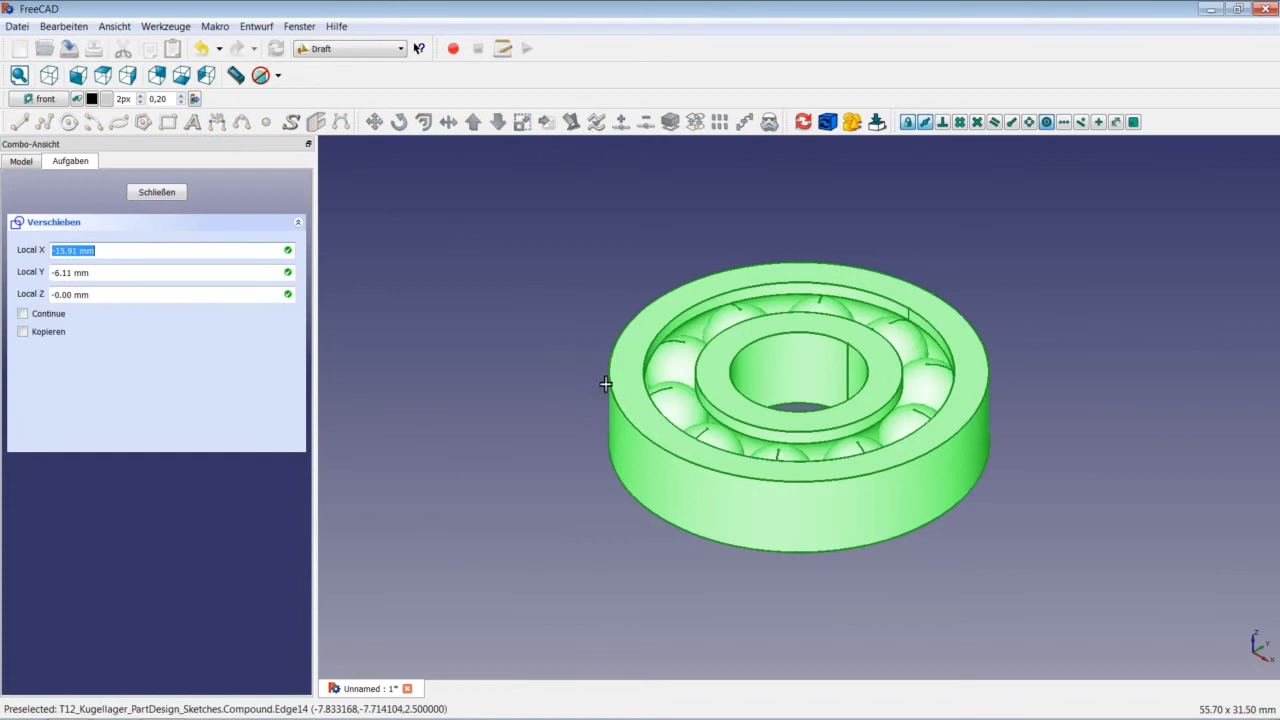 FreeCAD
Datei Bearbeiten Ansicht Werkzeuge Makro Entwurf Fenster Hilfe
Draft
front 2px 0,20
Combo-Ansicht
Model Aufgaben
Schließen
Verschieben
Local X -15.91 mm
Local Y -6.11 mm
Local Z -0.00 mm
Continue
Kopieren
Z
Y
X
Unnamed : 1*
Preselected: T12_Kugellager_PartDesign_Sketches.Compound.Edge14 (-7.833168,-7.714104,2.500000) 55.70 mm x 31.50 mm